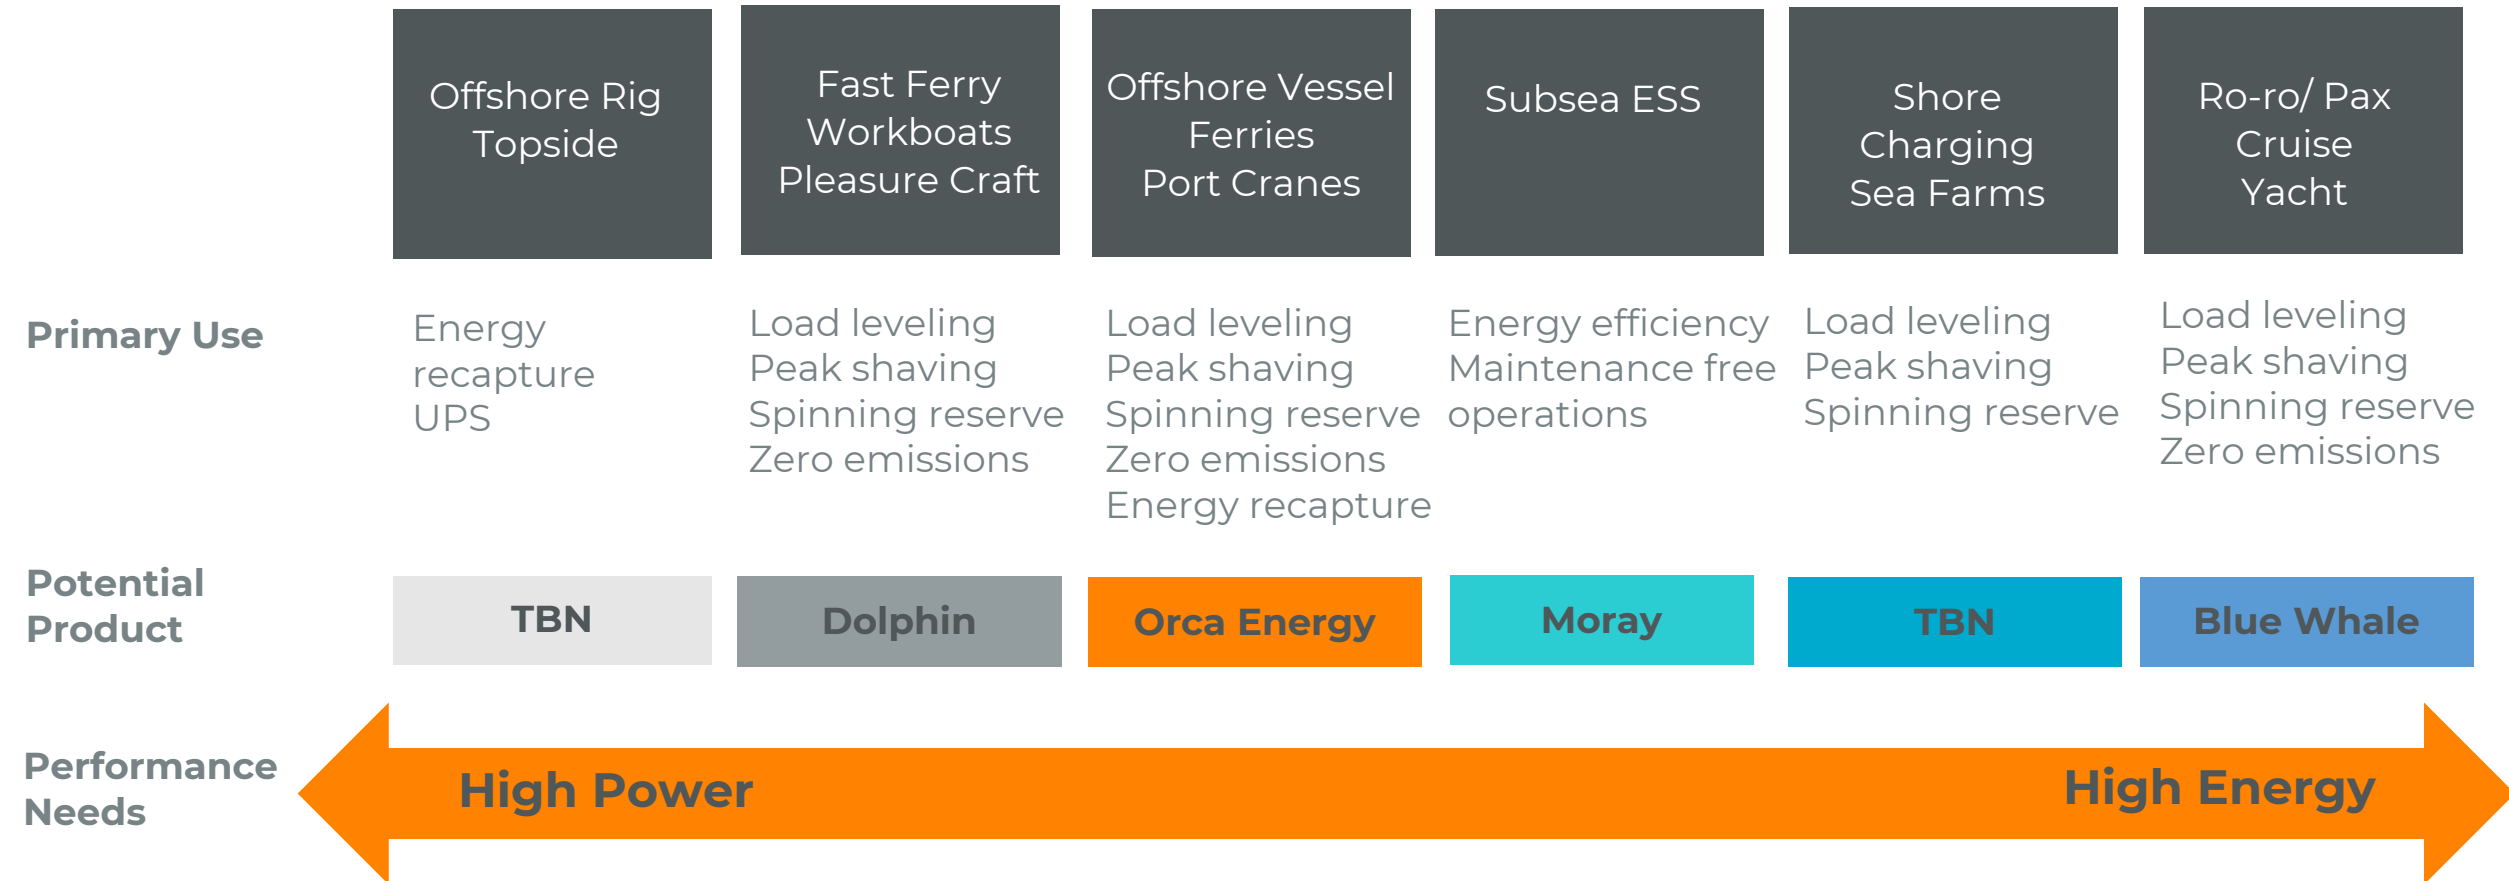 Offshore Rig
Topside
Fast Ferry
Workboats
Pleasure Craft
Offshore Vessel
Ferries
Port Cranes
Subsea ESS
Shore
Charging
Sea Farms
Ro-ro/ Pax
Cruise
Yacht
Primary Use
Energy
recapture
UPS
Load leveling
Peak shaving
Spinning reserve
Zero emissions
Load leveling
Peak shaving
Spinning reserve
Zero emissions
Energy recapture
Energy efficiency
Maintenance free
operations
Load leveling
Peak shaving
Spinning reserve
Load leveling
Peak shaving
Spinning reserve
Zero emissions
Potential
Product
TBN
Dolphin
Orca Energy
Moray
TBN
Blue Whale
Performance
Needs
High Power
High Energy